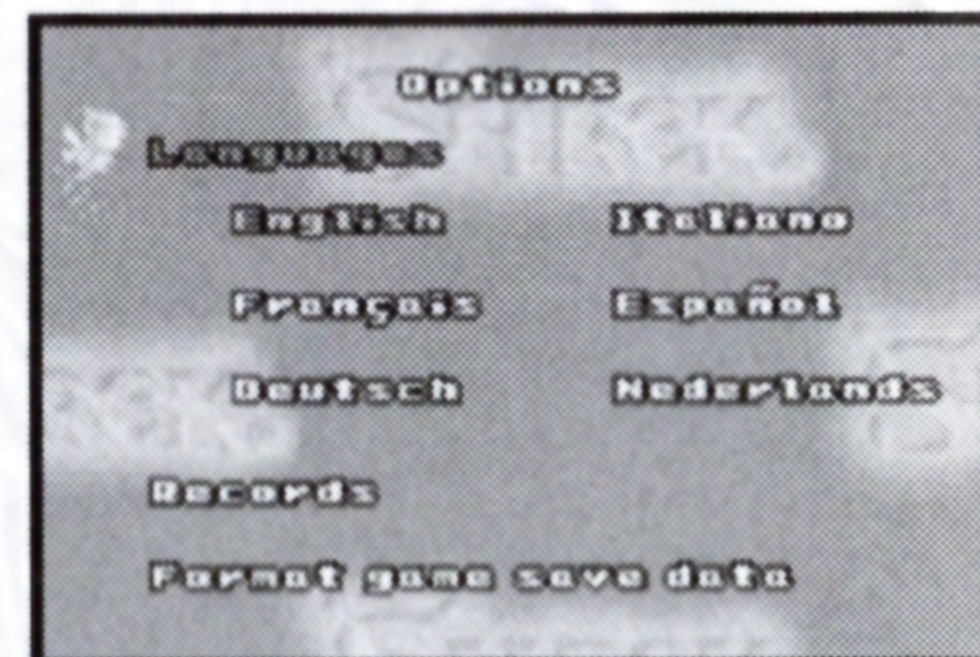 Options
Languages
English Italiano
Français Español
Deutsch Nederlands
Records
Format game save data